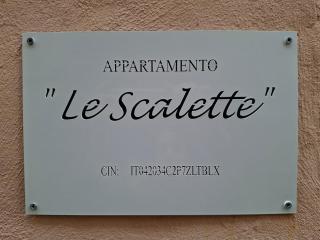 APPARTAMENTO
"Le Scalette"
CIN: IT042034C2P7ZLTBLX